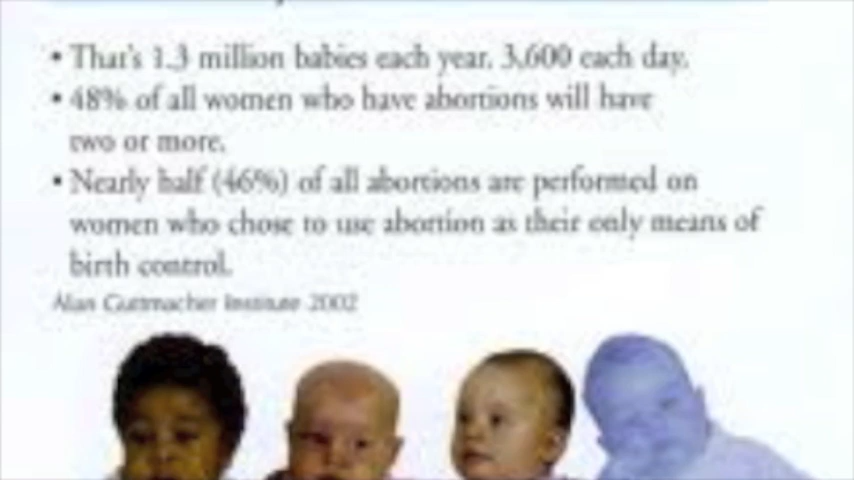 • That's 1.3 million babies each year. 3,600 each day.
• 48% of all women who have abortions will have
two or more.
• Nearly half (46%) of all abortions are performed on
women who chose to use abortion as their only means of
birth control.
Alan Guttmacher Institute 2002